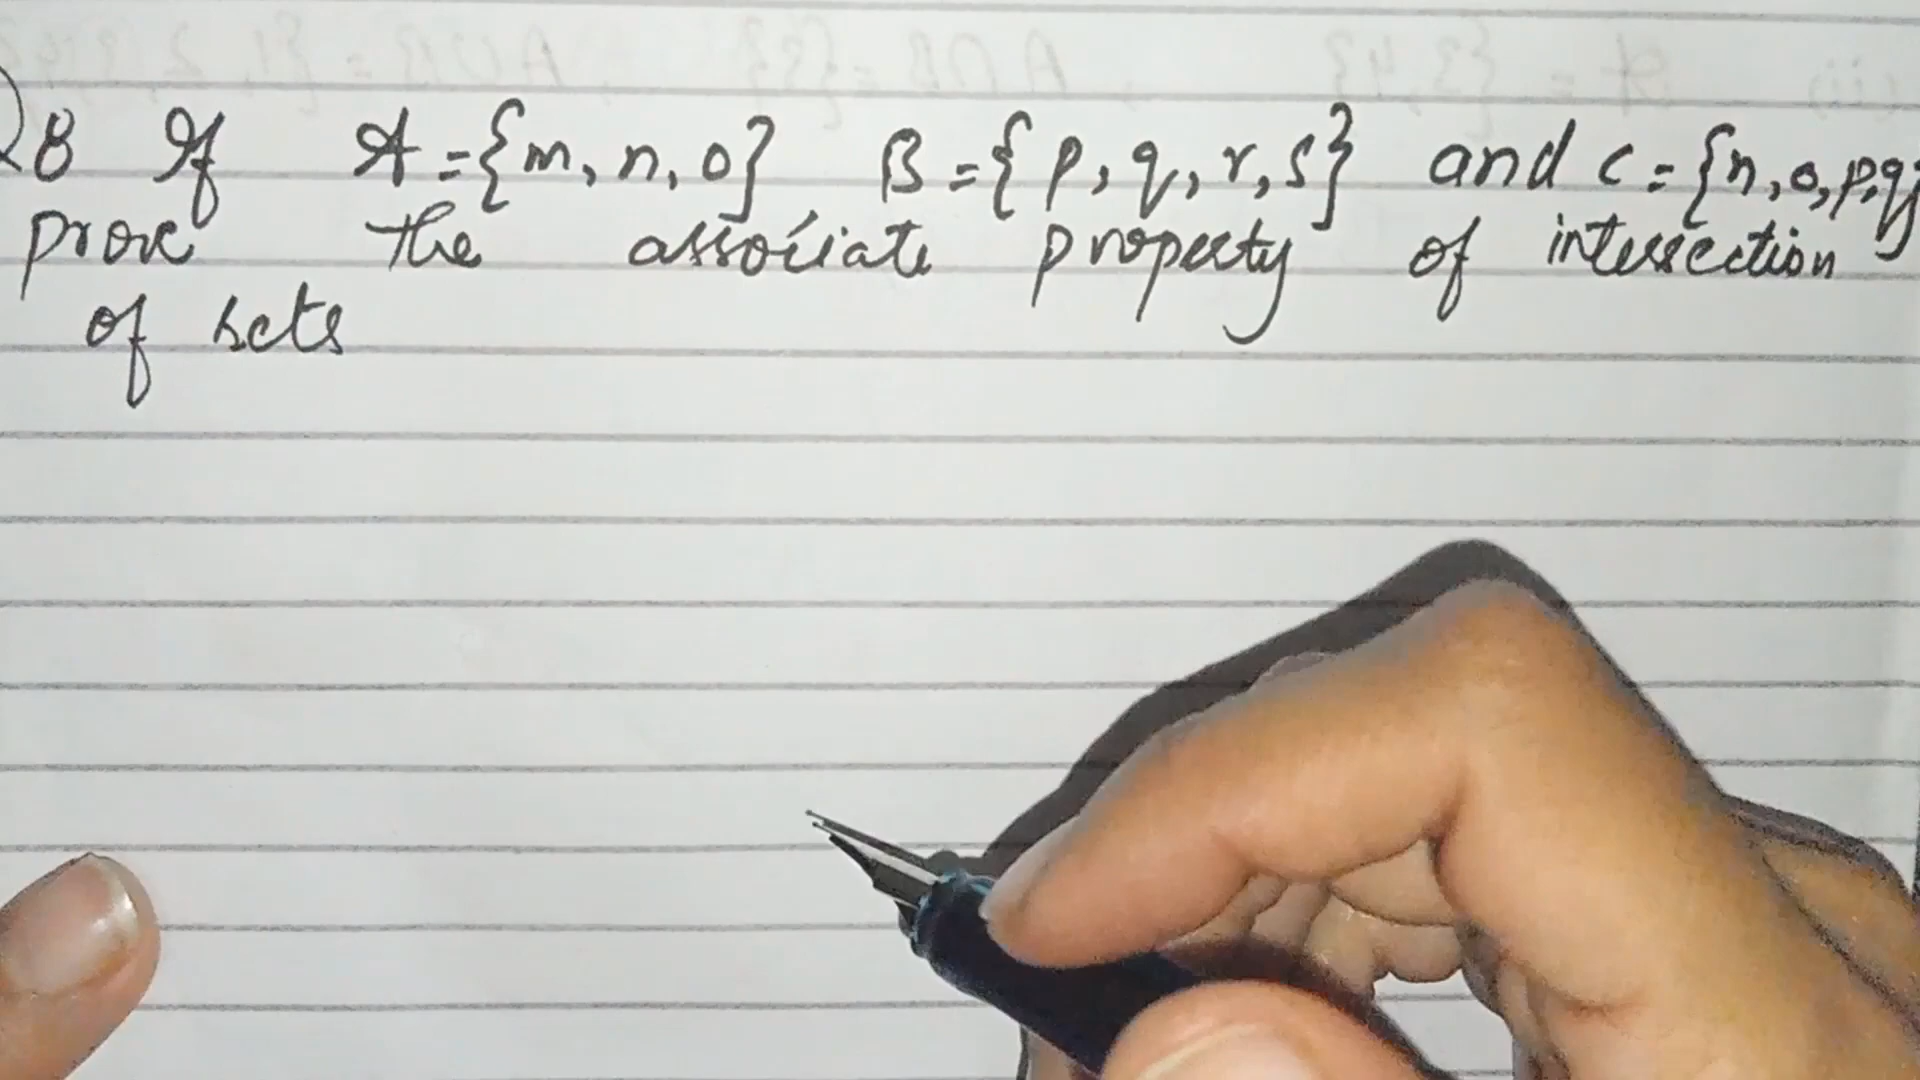 Q8 If A={m, n, o} B={p, q, r, s} and C={n, o, p, q}
prove the associate property of intersection
of sets